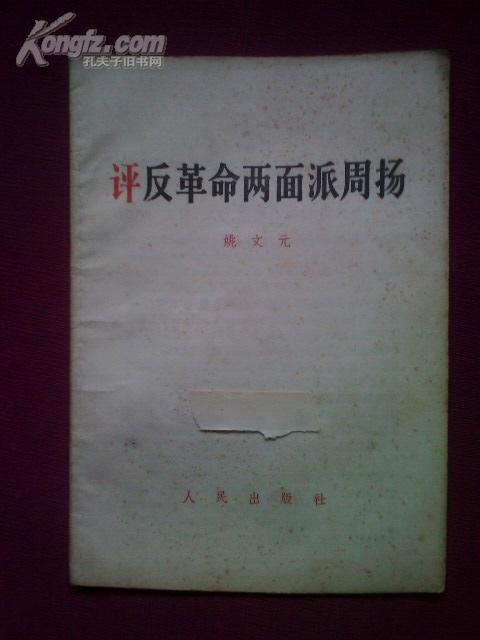 Kongfz.com
孔夫子旧书网
评反革命两面派周扬
姚文元
人民出版社